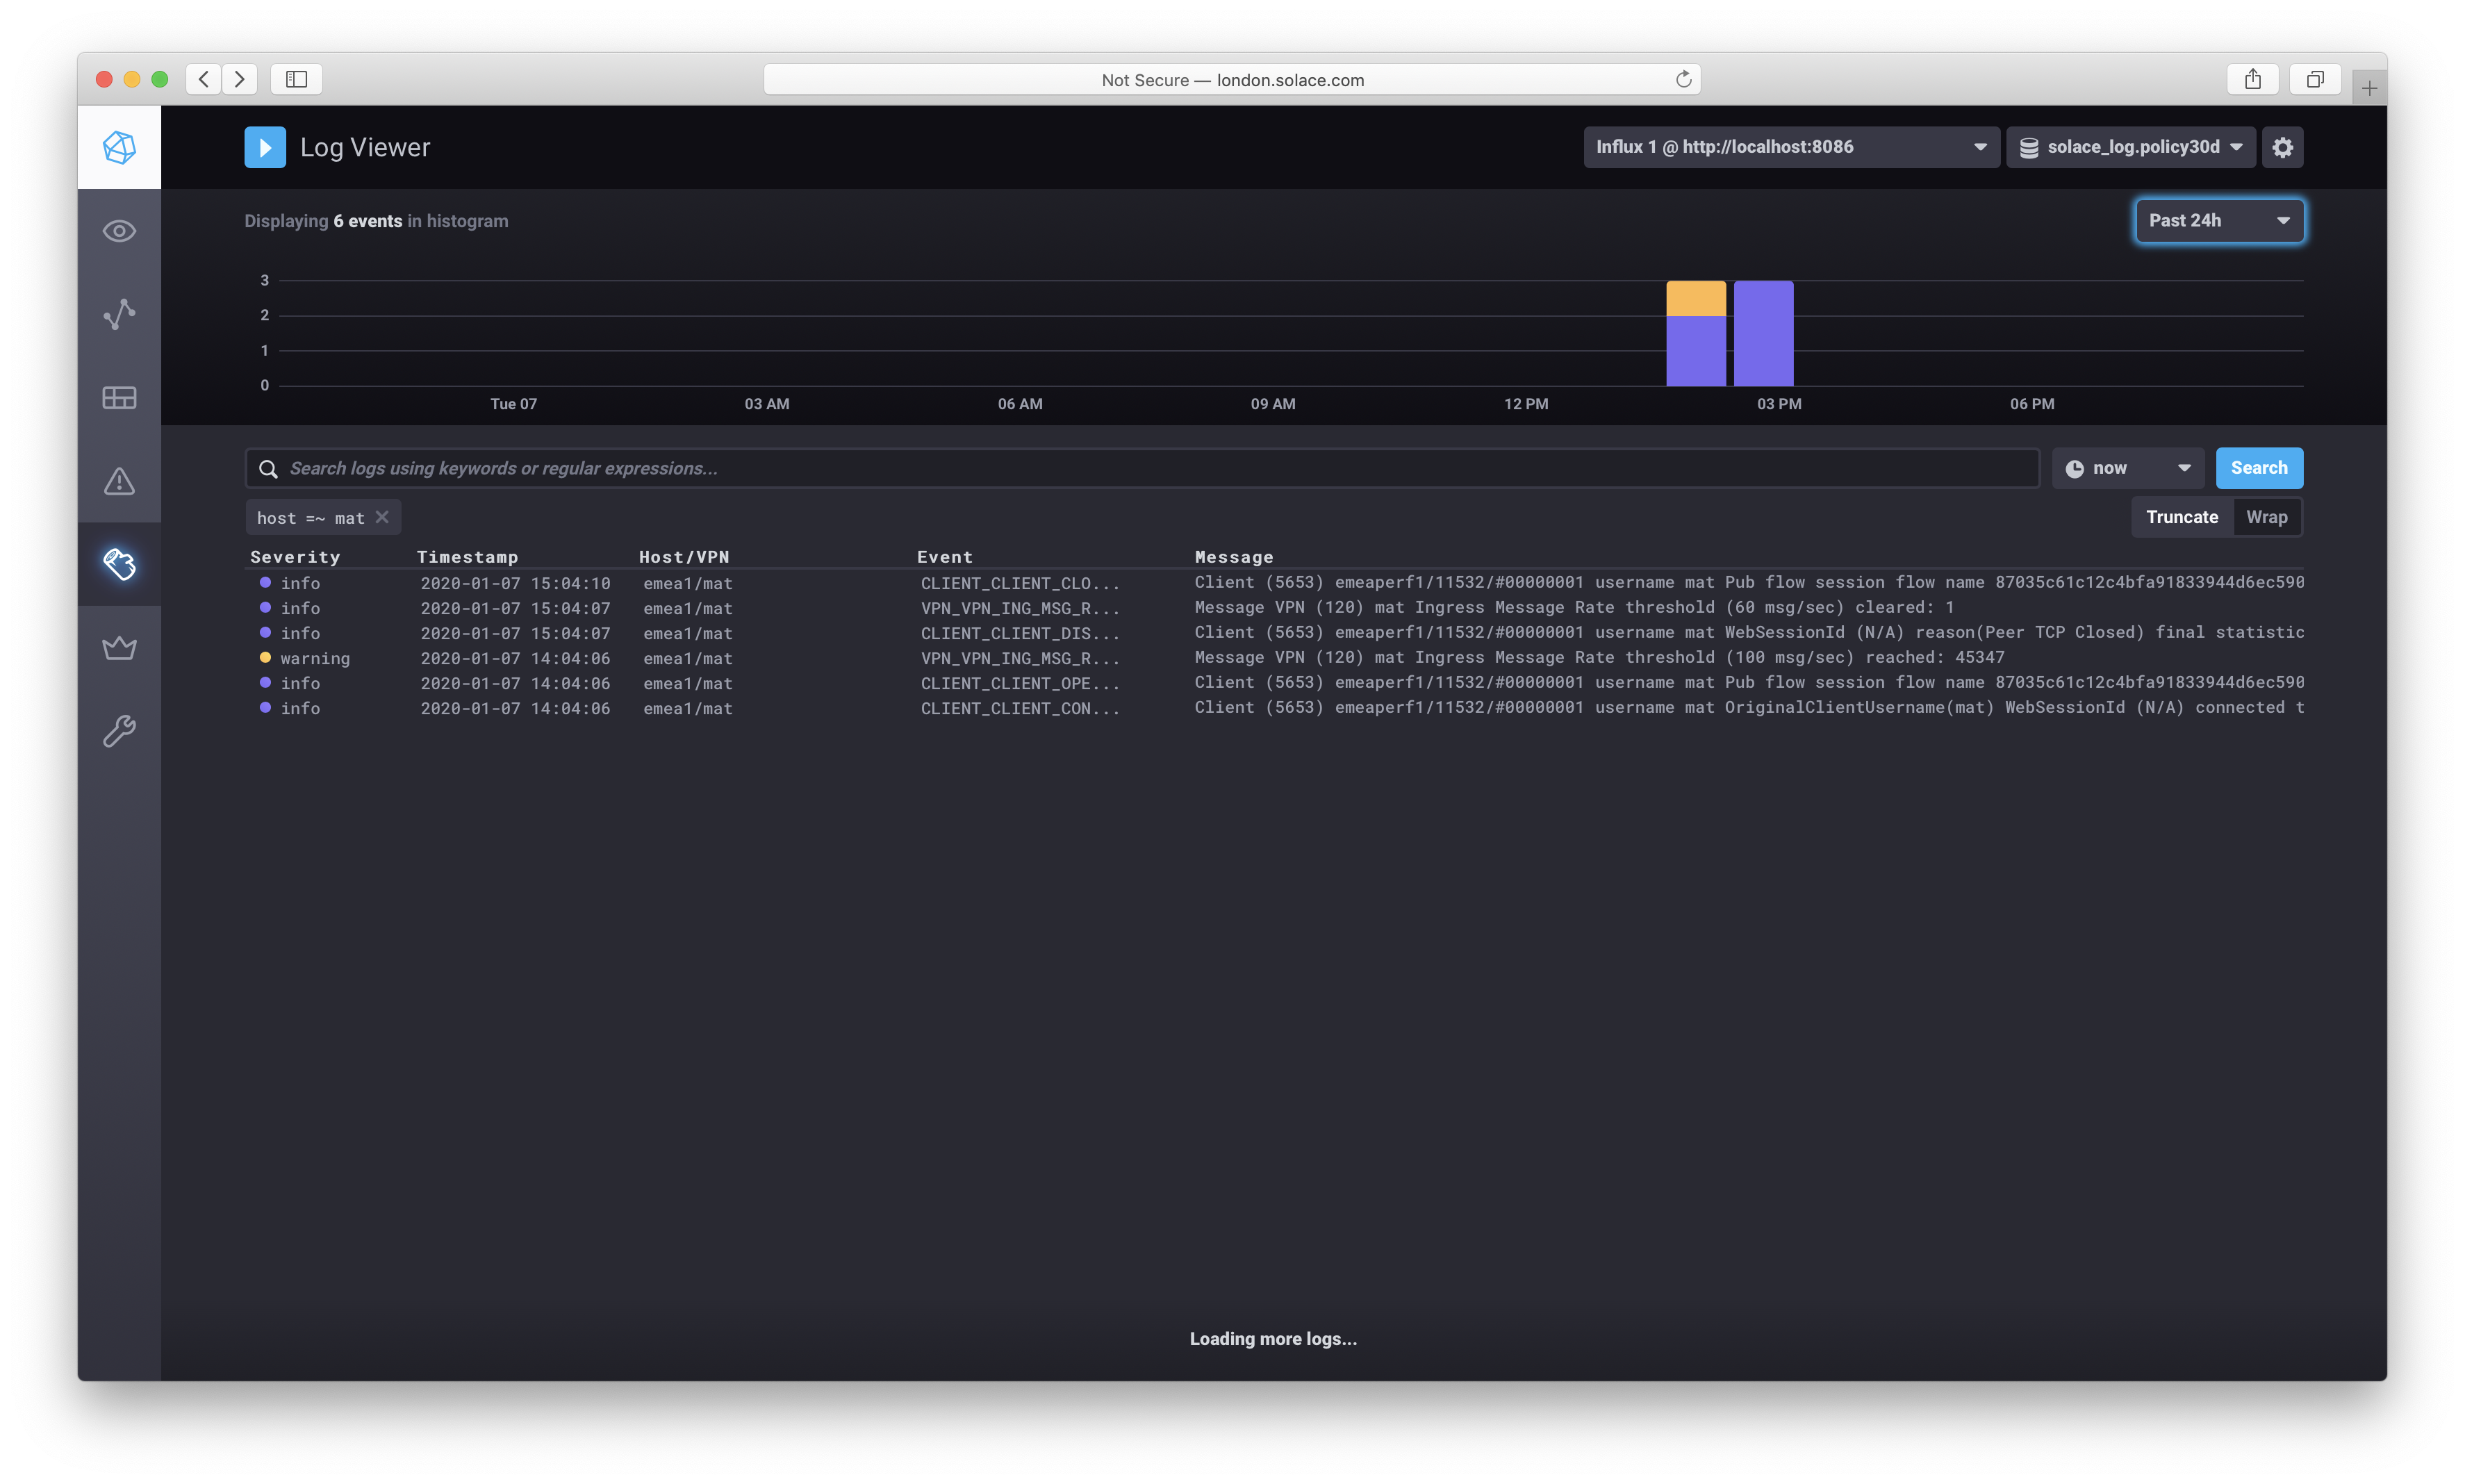 Not Secure — london.solace.com
Log Viewer
Influx 1 @ http://localhost:8086
solace_log.policy30d
Displaying 6 events in histogram
Past 24h
3
2
1
0
Tue 07 03 AM 06 AM 09 AM 12 PM 03 PM 06 PM
Search logs using keywords or regular expressions...
now
Search
host =~ mat
Truncate Wrap
Severity Timestamp Host/VPN Event Message
info 2020-01-07 15:04:10 emea1/mat CLIENT_CLIENT_CLO... Client (5653) emeaperf1/11532/#00000001 username mat Pub flow session flow name 87035c61c12c4bfa91833944d6ec590
info 2020-01-07 15:04:07 emea1/mat VPN_VPN_ING_MSG_R... Message VPN (120) mat Ingress Message Rate threshold (60 msg/sec) cleared: 1
info 2020-01-07 15:04:07 emea1/mat CLIENT_CLIENT_DIS... Client (5653) emeaperf1/11532/#00000001 username mat WebSessionId (N/A) reason(Peer TCP Closed) final statistic
warning 2020-01-07 14:04:06 emea1/mat VPN_VPN_ING_MSG_R... Message VPN (120) mat Ingress Message Rate threshold (100 msg/sec) reached: 45347
info 2020-01-07 14:04:06 emea1/mat CLIENT_CLIENT_OPE... Client (5653) emeaperf1/11532/#00000001 username mat Pub flow session flow name 87035c61c12c4bfa91833944d6ec590
info 2020-01-07 14:04:06 emea1/mat CLIENT_CLIENT_CON... Client (5653) emeaperf1/11532/#00000001 username mat OriginalClientUsername(mat) WebSessionId (N/A) connected t
Loading more logs...